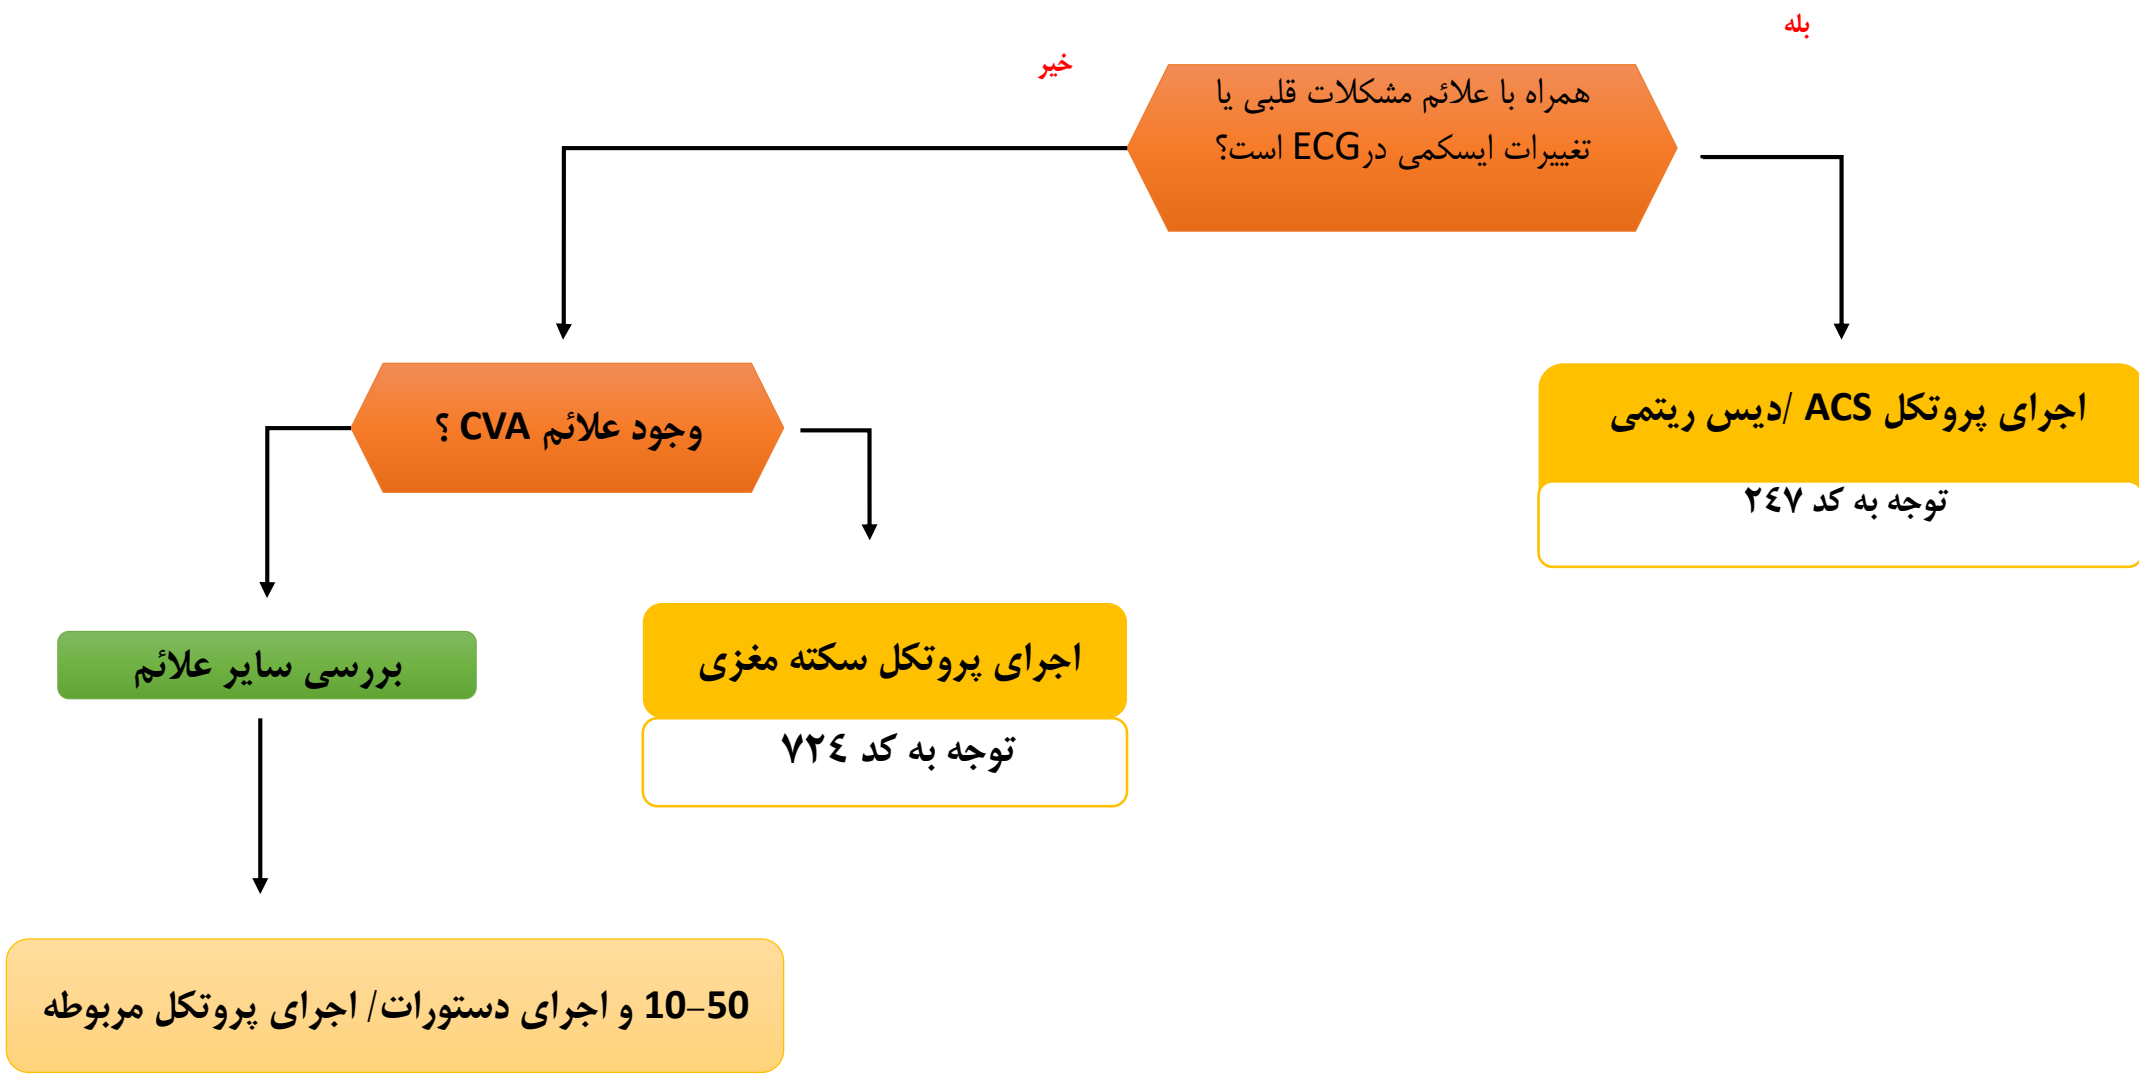 بله
خیر
همراه با علائم مشکلات قلبی یا
تغییرات ایسکمی در ECG است؟
اجرای پروتکل ACS /دیس ریتمی
توجه به کد ۲٤۷
وجود علائم CVA ؟
اجرای پروتکل سکته مغزی
توجه به کد ۷۲٤
بررسی سایر علائم
10–50 و اجرای دستورات/ اجرای پروتکل مربوطه